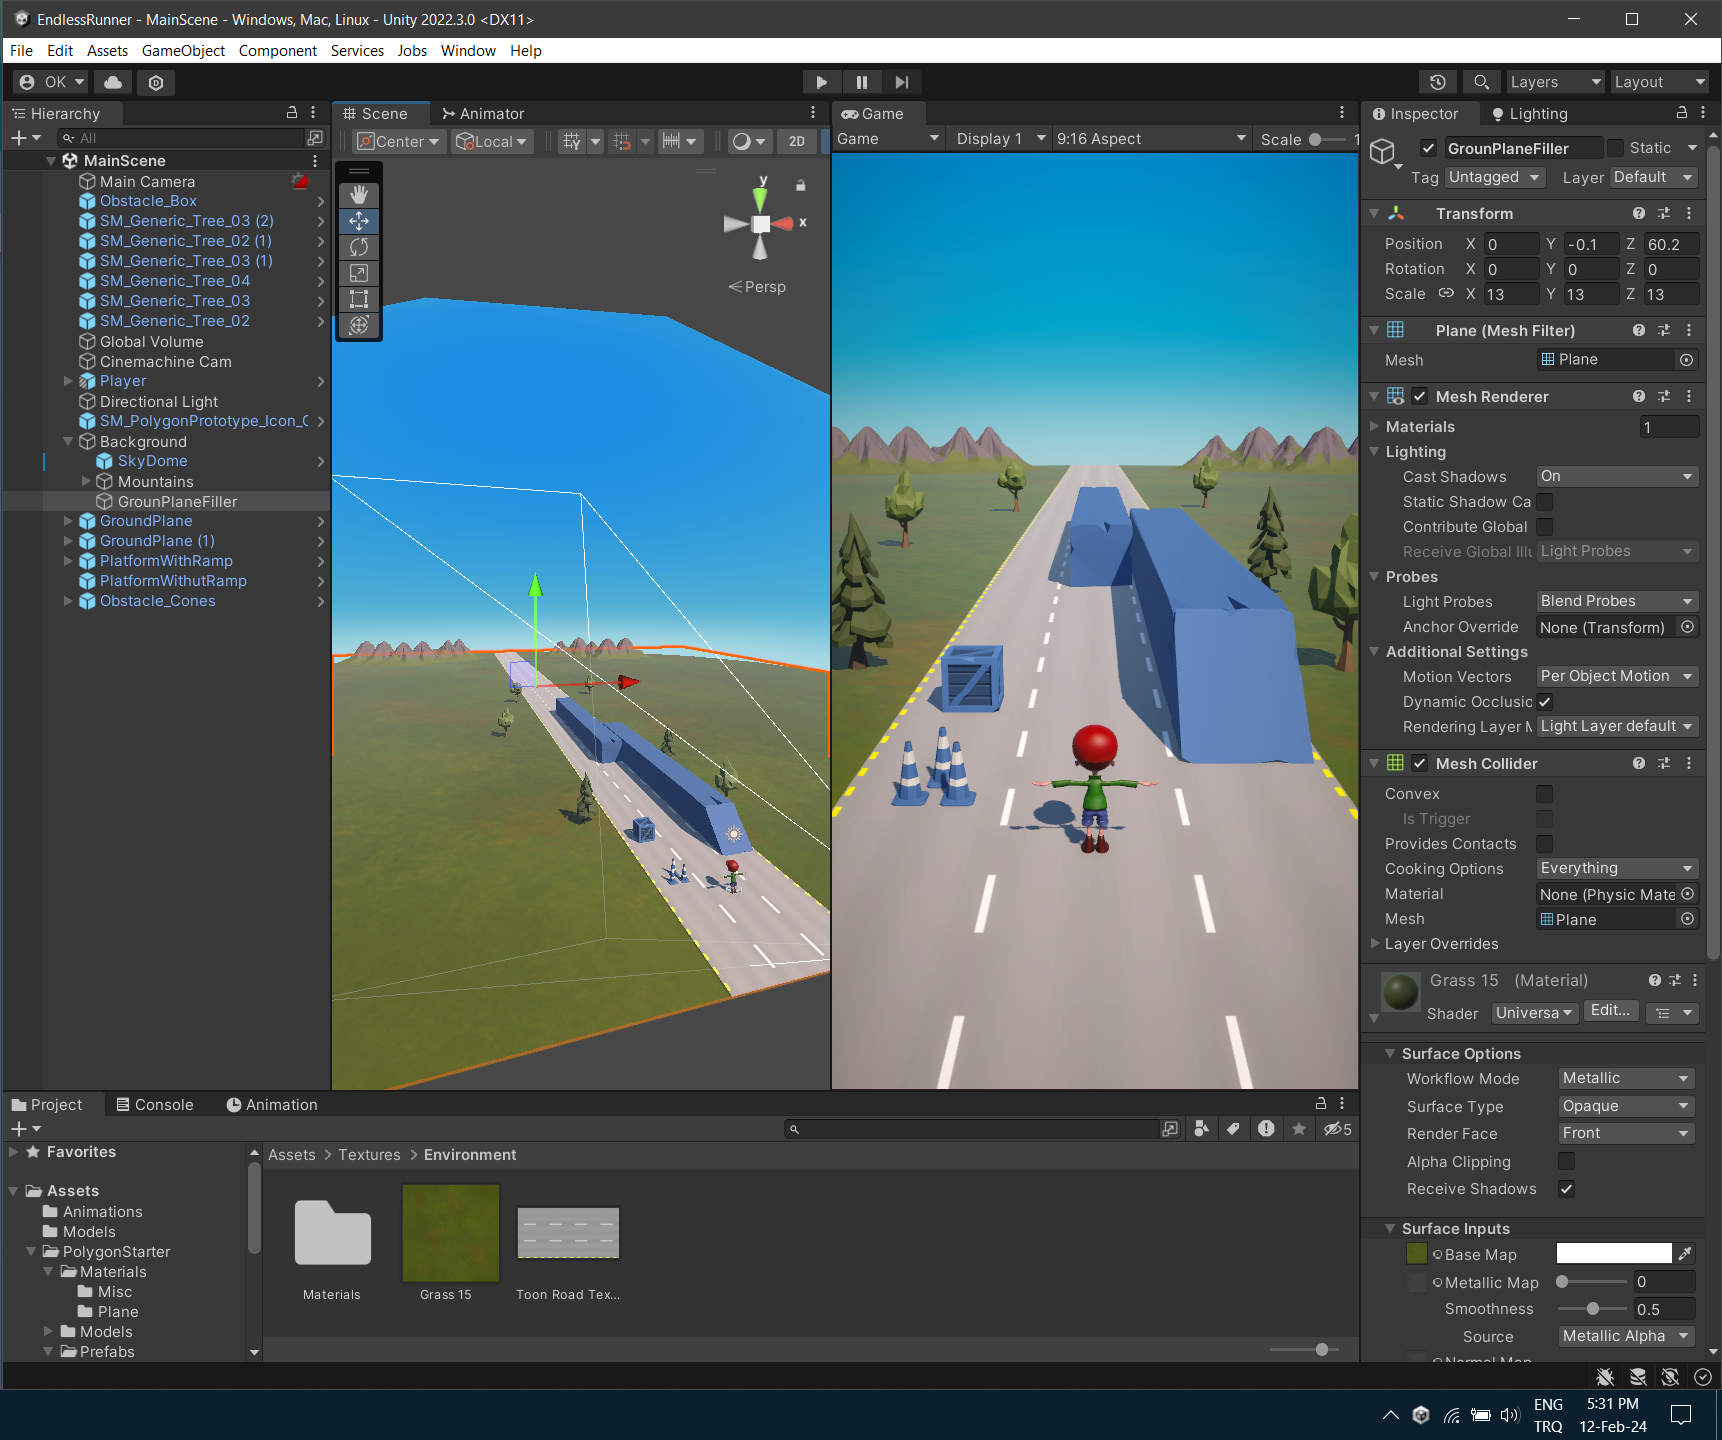 EndlessRunner - MainScene - Windows, Mac, Linux - Unity 2022.3.0 <DX11>
File Edit Assets GameObject Component Services Jobs Window Help
OK Layers Layout
Hierarchy
All
MainScene
Main Camera
Obstacle_Box
SM_Generic_Tree_03 (2)
SM_Generic_Tree_02 (1)
SM_Generic_Tree_03 (1)
SM_Generic_Tree_04
SM_Generic_Tree_03
SM_Generic_Tree_02
Global Volume
Cinemachine Cam
Player
Directional Light
SM_PolygonPrototype_Icon_
Background
SkyDome
Mountains
GrounPlaneFiller
GroundPlane
GroundPlane (1)
PlatformWithRamp
PlatformWithutRamp
Obstacle_Cones
Scene Animator
Center Local 2D
y
x
Persp
Game
Game Display 1 9:16 Aspect Scale 1
Inspector Lighting
GrounPlaneFiller Static
Tag Untagged Layer Default
Transform
Position X 0 Y -0.1 Z 60.2
Rotation X 0 Y 0 Z 0
Scale X 13 Y 13 Z 13
Plane (Mesh Filter)
Mesh Plane
Mesh Renderer
Materials 1
Lighting
Cast Shadows On
Static Shadow Ca
Contribute Global
Receive Global Illu Light Probes
Probes
Light Probes Blend Probes
Anchor Override None (Transform)
Additional Settings
Motion Vectors Per Object Motion
Dynamic Occlusic
Rendering Layer M Light Layer default
Mesh Collider
Convex
Is Trigger
Provides Contacts
Cooking Options Everything
Material None (Physic Mate
Mesh Plane
Layer Overrides
Grass 15 (Material)
Shader Universa Edit...
Surface Options
Workflow Mode Metallic
Surface Type Opaque
Render Face Front
Alpha Clipping
Receive Shadows
Surface Inputs
Base Map
Metallic Map 0
Smoothness 0.5
Source Metallic Alpha
Normal Map
Project Console Animation
5
Favorites
Assets
Animations
Models
PolygonStarter
Materials
Misc
Plane
Models
Prefabs
Assets > Textures > Environment
Materials
Grass 15
Toon Road Tex...
ENG
TRQ
5:31 PM
12-Feb-24